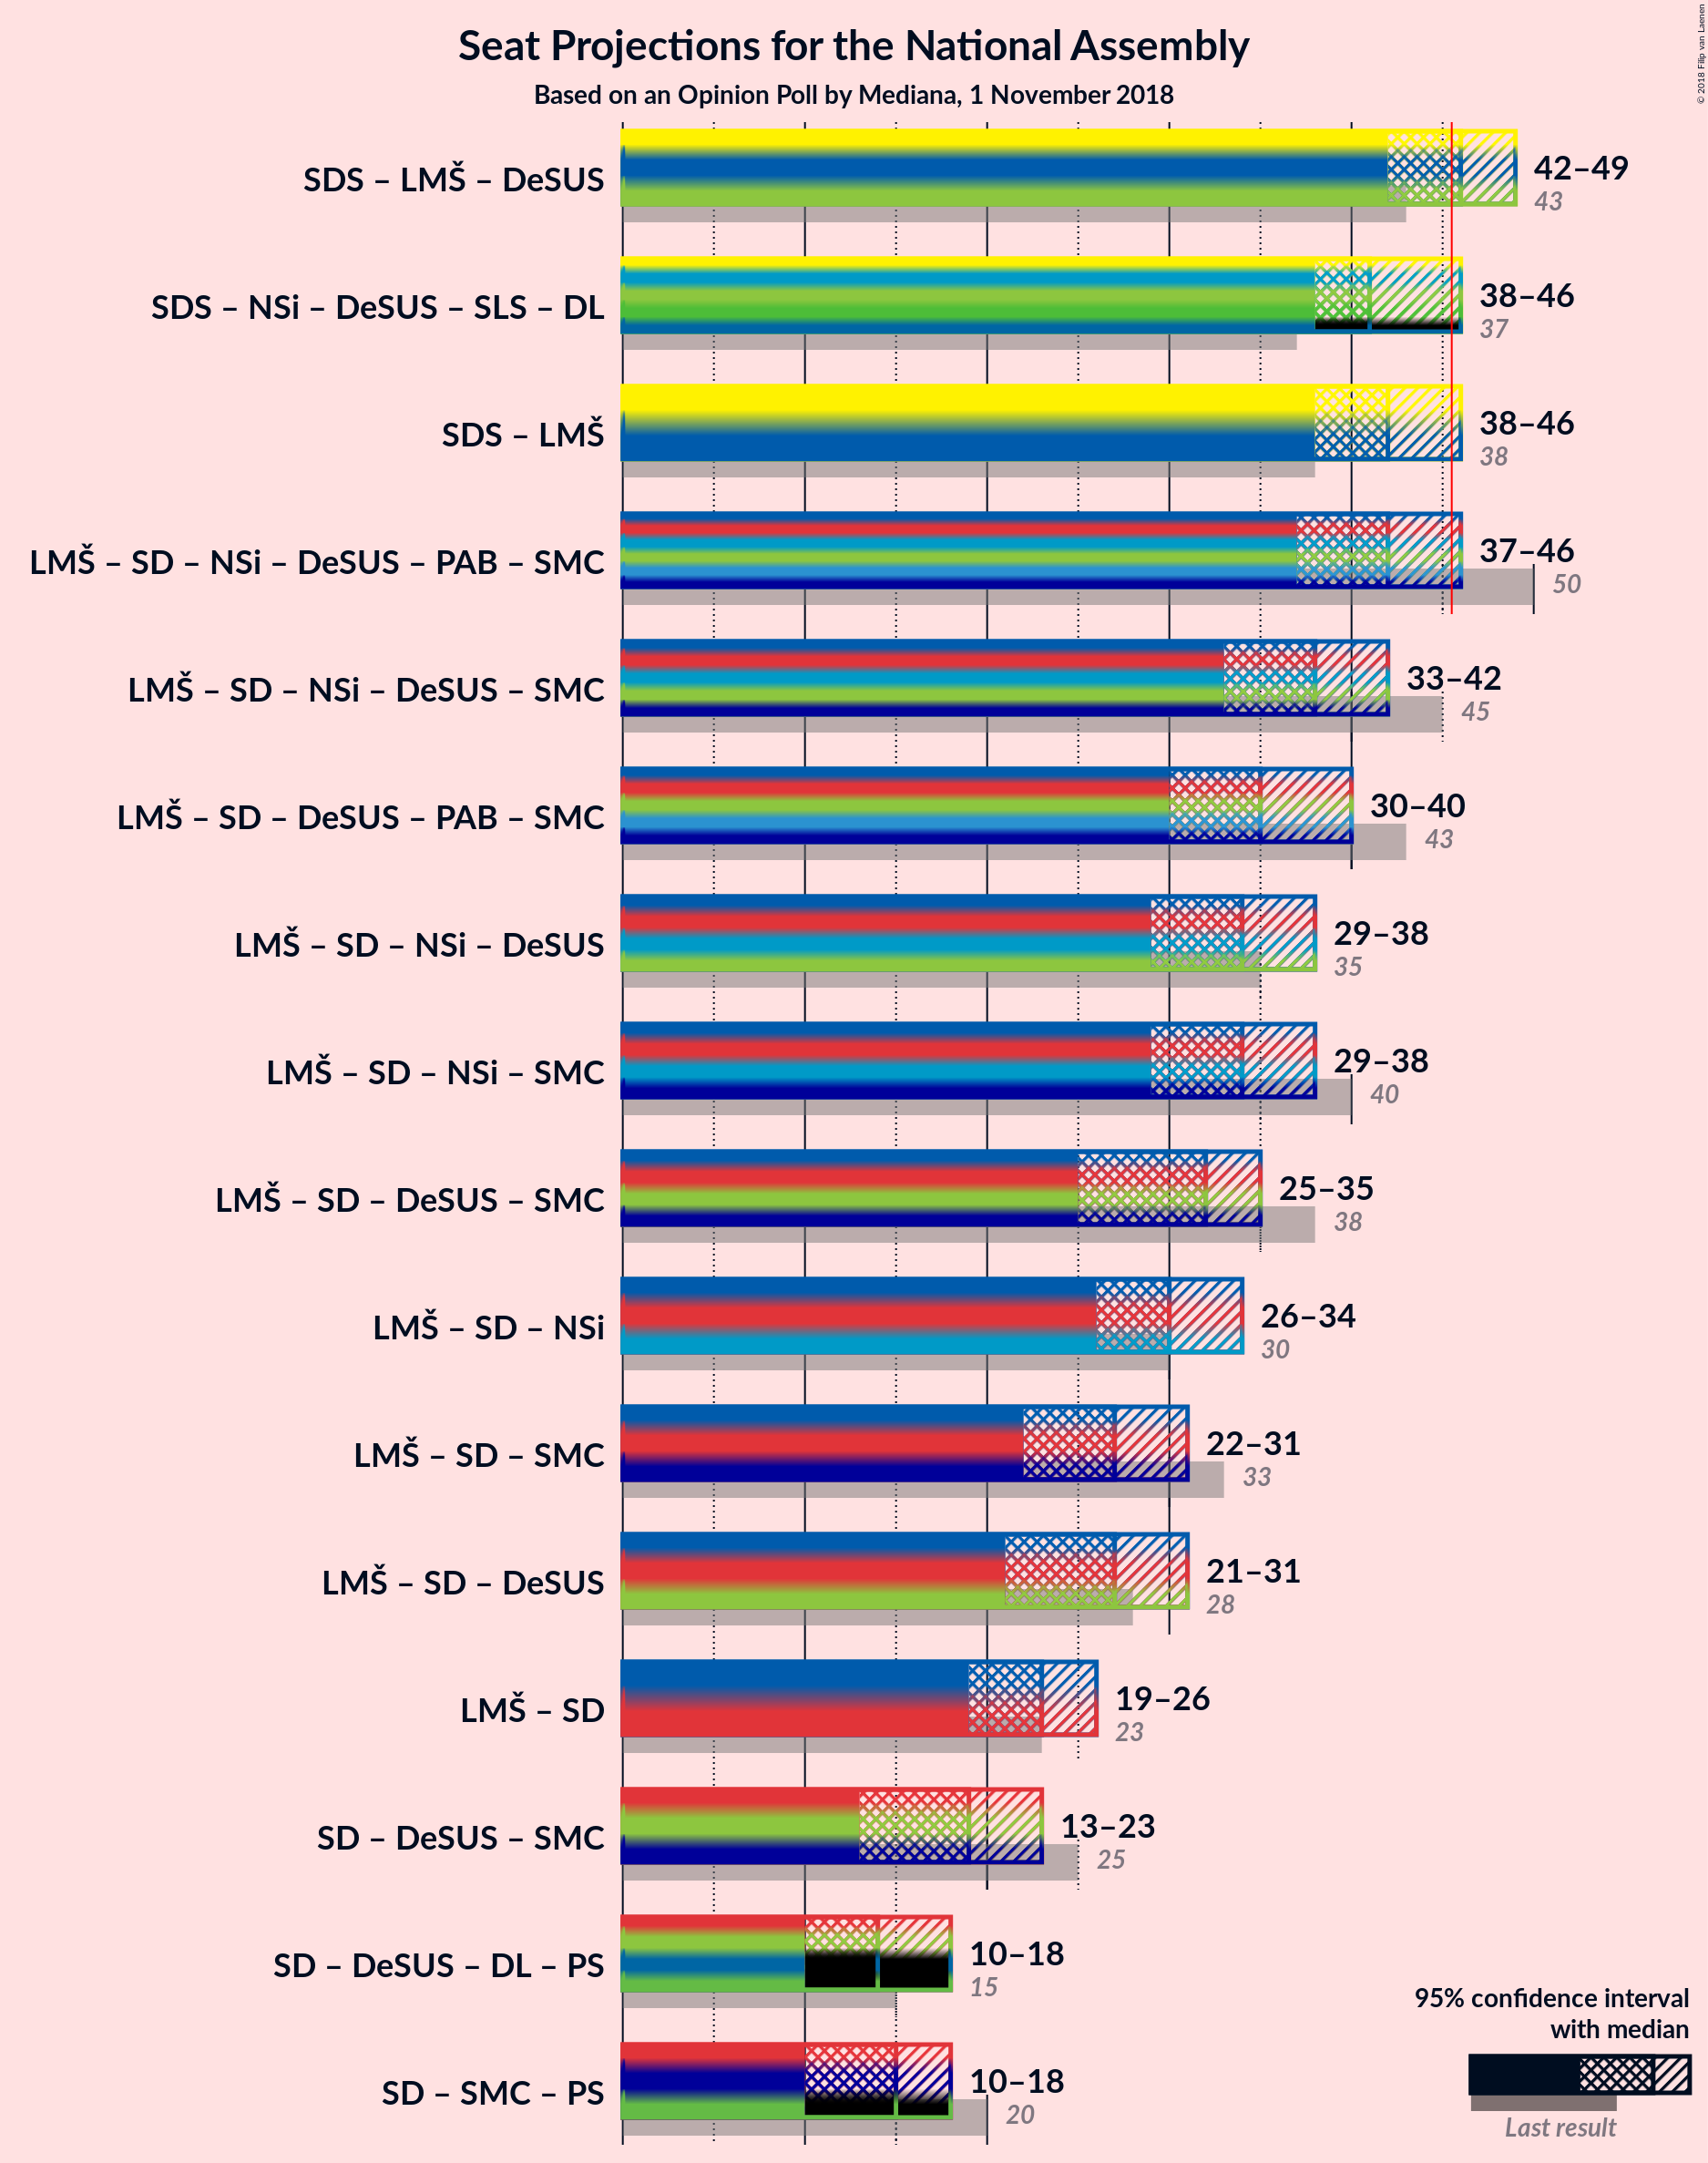 Seat Projections for the National Assembly
Based on an Opinion Poll by Mediana, 1 November 2018
© 2018 Filip van Laenen
SDS – LMŠ – DeSUS
42–49
43
SDS – NSi – DeSUS – SLS – DL
38–46
37
SDS – LMŠ
38–46
38
LMŠ – SD – NSi – DeSUS – PAB – SMC
37–46
50
LMŠ – SD – NSi – DeSUS – SMC
33–42
45
LMŠ – SD – DeSUS – PAB – SMC
30–40
43
LMŠ – SD – NSi – DeSUS
29–38
35
LMŠ – SD – NSi – SMC
29–38
40
LMŠ – SD – DeSUS – SMC
25–35
38
LMŠ – SD – NSi
26–34
30
LMŠ – SD – SMC
22–31
33
LMŠ – SD – DeSUS
21–31
28
LMŠ – SD
19–26
23
SD – DeSUS – SMC
13–23
25
SD – DeSUS – DL – PS
10–18
15
SD – SMC – PS
10–18
20
95% confidence interval
with median
Last result